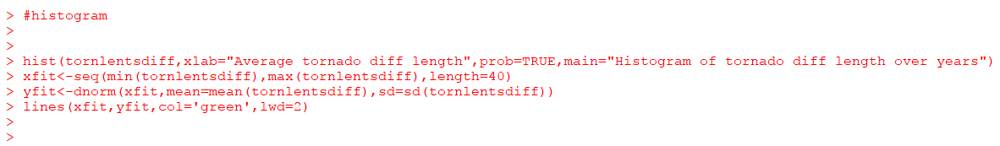 > #histogram
>
>
> hist(tornlentsdiff,xlab="Average tornado diff length",prob=TRUE,main="Histogram of tornado diff length over years")
> xfit<-seq(min(tornlentsdiff),max(tornlentsdiff),length=40)
> yfit<-dnorm(xfit,mean=mean(tornlentsdiff),sd=sd(tornlentsdiff))
> lines(xfit,yfit,col='green',lwd=2)
>
>